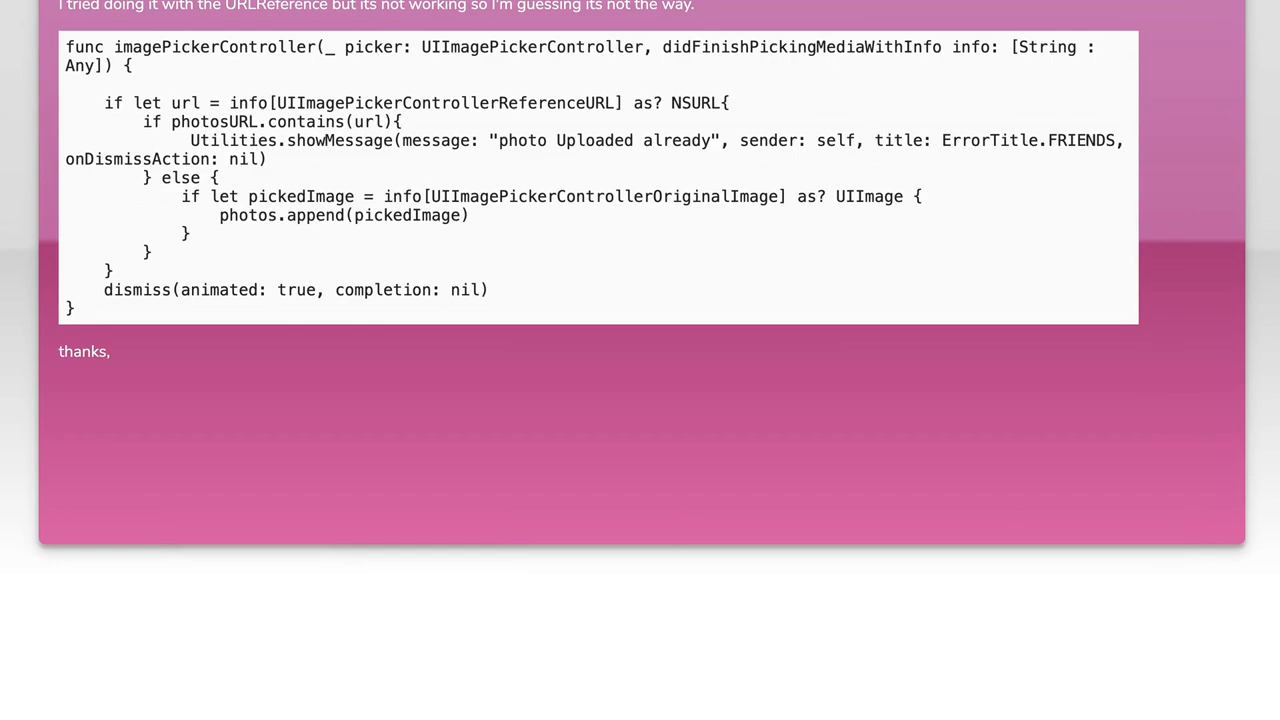 I tried doing it with the URLReference but its not working so I'm guessing its not the way.
func imagePickerController(_ picker: UIImagePickerController, didFinishPickingMediaWithInfo info: [String :
Any]) {
    if let url = info[UIImagePickerControllerReferenceURL] as? NSURL{
        if photosURL.contains(url){
             Utilities.showMessage(message: "photo Uploaded already", sender: self, title: ErrorTitle.FRIENDS,
onDismissAction: nil)
        } else {
            if let pickedImage = info[UIImagePickerControllerOriginalImage] as? UIImage {
                photos.append(pickedImage)
            }
        }
    }
    dismiss(animated: true, completion: nil)
}
thanks,